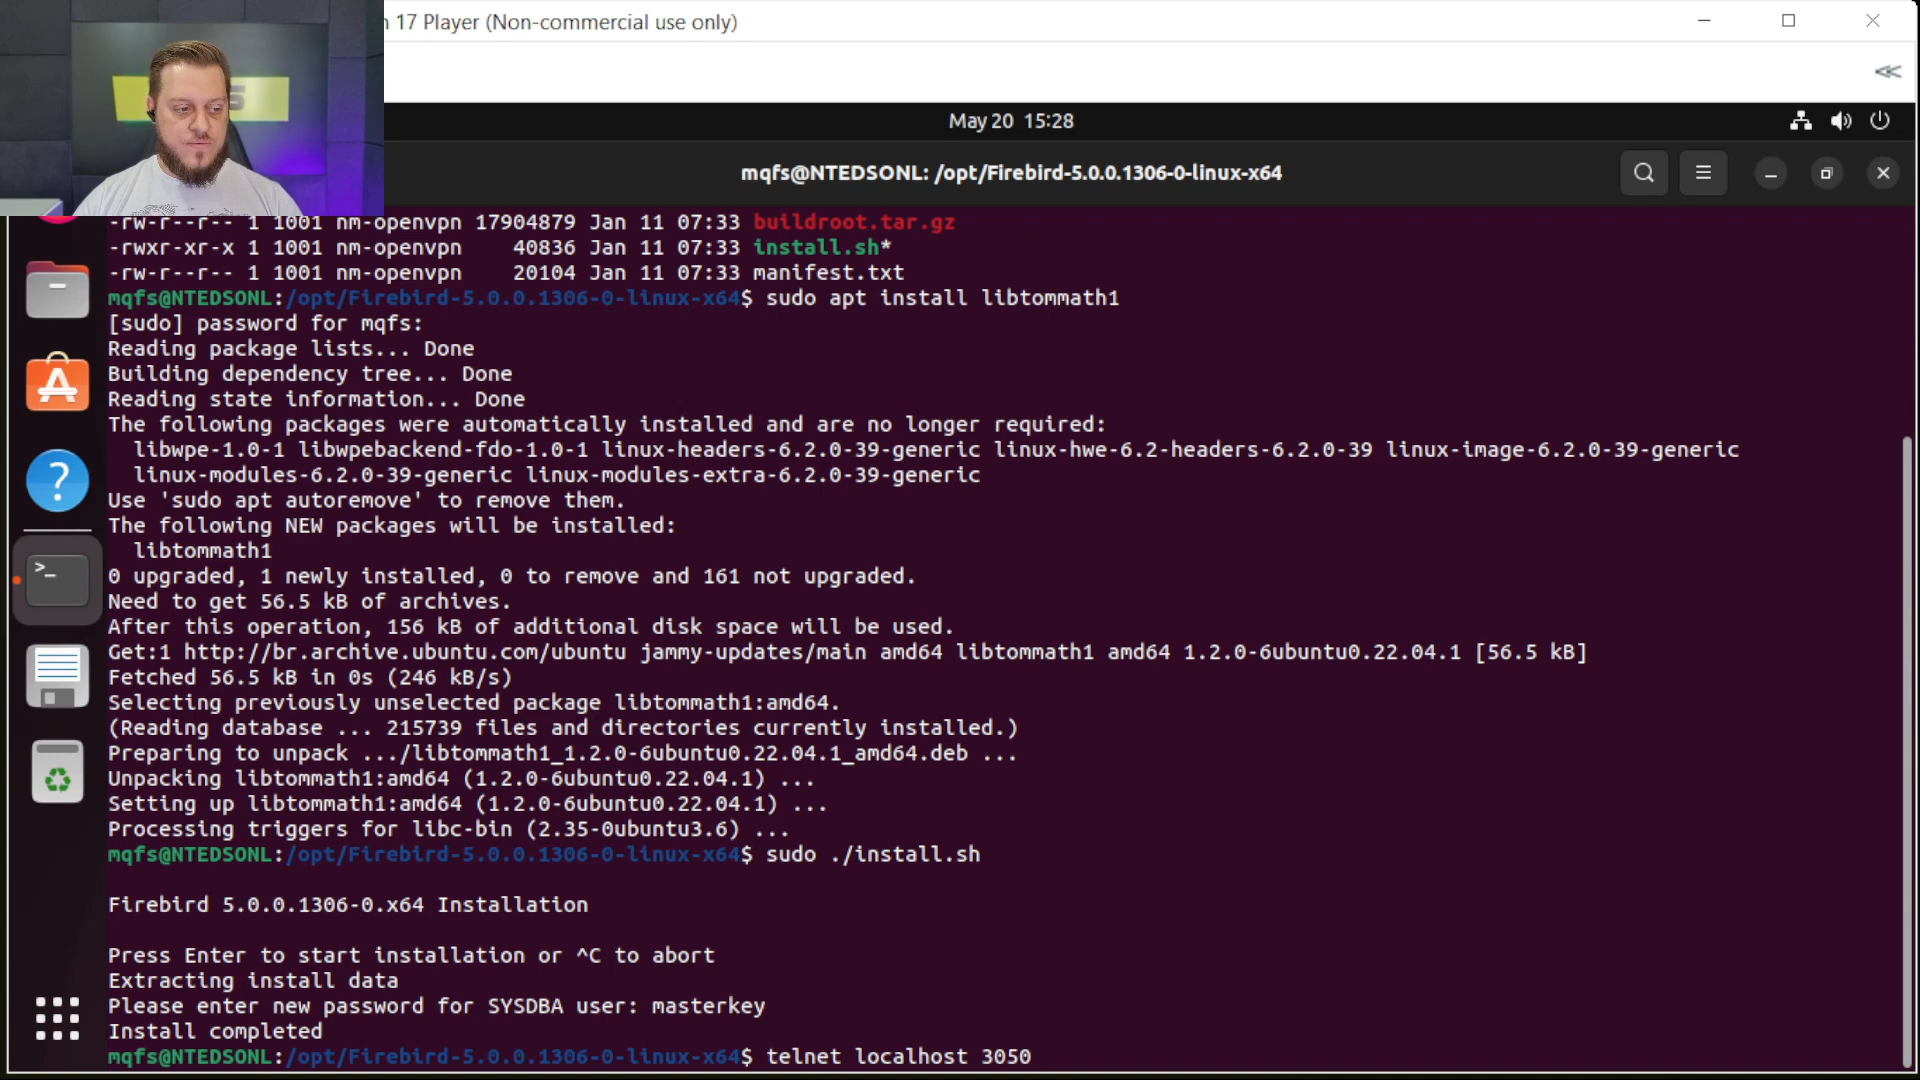 17 Player (Non-commercial use only)
May 20 15:28
mqfs@NTEDSONL: /opt/Firebird-5.0.0.1306-0-linux-x64
-rw-r--r-- 1 1001 nm-openvpn 17904879 Jan 11 07:33 buildroot.tar.gz
-rwxr-xr-x 1 1001 nm-openvpn    40836 Jan 11 07:33 install.sh*
-rw-r--r-- 1 1001 nm-openvpn    20104 Jan 11 07:33 manifest.txt
mqfs@NTEDSONL:/opt/Firebird-5.0.0.1306-0-linux-x64$ sudo apt install libtommath1
[sudo] password for mqfs:
Reading package lists... Done
Building dependency tree... Done
Reading state information... Done
The following packages were automatically installed and are no longer required:
  libwpe-1.0-1 libwpebackend-fdo-1.0-1 linux-headers-6.2.0-39-generic linux-hwe-6.2-headers-6.2.0-39 linux-image-6.2.0-39-generic
  linux-modules-6.2.0-39-generic linux-modules-extra-6.2.0-39-generic
Use 'sudo apt autoremove' to remove them.
The following NEW packages will be installed:
  libtommath1
0 upgraded, 1 newly installed, 0 to remove and 161 not upgraded.
Need to get 56.5 kB of archives.
After this operation, 156 kB of additional disk space will be used.
Get:1 http://br.archive.ubuntu.com/ubuntu jammy-updates/main amd64 libtommath1 amd64 1.2.0-6ubuntu0.22.04.1 [56.5 kB]
Fetched 56.5 kB in 0s (246 kB/s)
Selecting previously unselected package libtommath1:amd64.
(Reading database ... 215739 files and directories currently installed.)
Preparing to unpack .../libtommath1_1.2.0-6ubuntu0.22.04.1_amd64.deb ...
Unpacking libtommath1:amd64 (1.2.0-6ubuntu0.22.04.1) ...
Setting up libtommath1:amd64 (1.2.0-6ubuntu0.22.04.1) ...
Processing triggers for libc-bin (2.35-0ubuntu3.6) ...
mqfs@NTEDSONL:/opt/Firebird-5.0.0.1306-0-linux-x64$ sudo ./install.sh
Firebird 5.0.0.1306-0.x64 Installation
Press Enter to start installation or ^C to abort
Extracting install data
Please enter new password for SYSDBA user: masterkey
Install completed
mqfs@NTEDSONL:/opt/Firebird-5.0.0.1306-0-linux-x64$ telnet localhost 3050